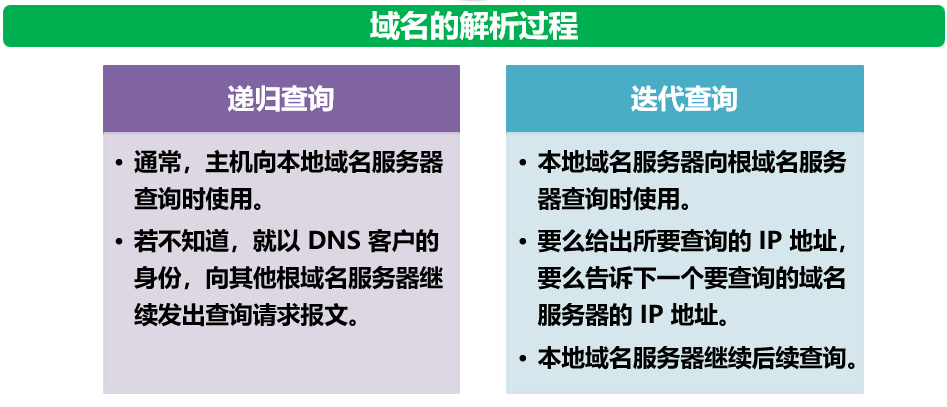 域名的解析过程
递归查询
• 通常，主机向本地域名服务器
查询时使用。
• 若不知道，就以 DNS 客户的
身份，向其他根域名服务器继
续发出查询请求报文。
迭代查询
• 本地域名服务器向根域名服务
器查询时使用。
• 要么给出所要查询的 IP 地址，
要么告诉下一个要查询的域名
服务器的 IP 地址。
• 本地域名服务器继续后续查询。